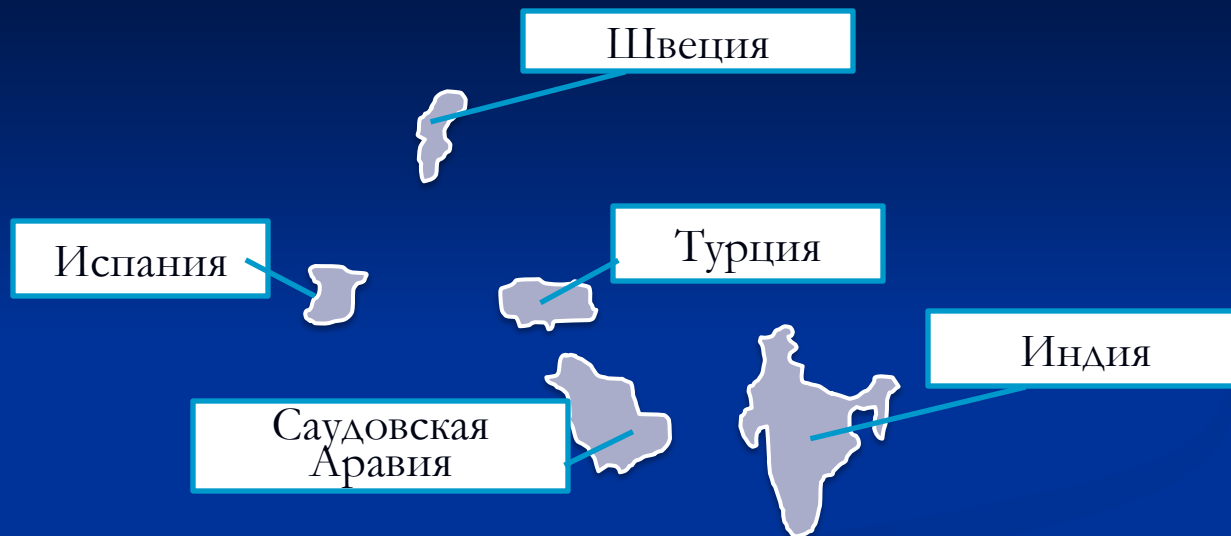 Швеция
Испания
Турция
Индия
Саудовская
Аравия